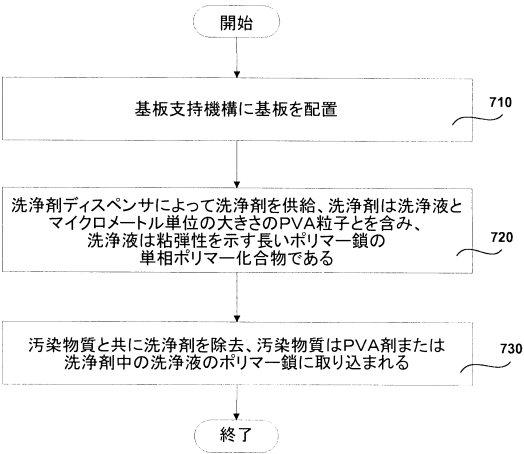 開始
基板支持機構に基板を配置
710
洗浄剤ディスペンサによって洗浄剤を供給、洗浄剤は洗浄液と
マイクロメートル単位の大きさのPVA粒子とを含み、
洗浄液は粘弾性を示す長いポリマー鎖の
単相ポリマー化合物である
720
汚染物質と共に洗浄剤を除去、汚染物質はPVA剤または
洗浄剤中の洗浄液のポリマー鎖に取り込まれる
730
終了